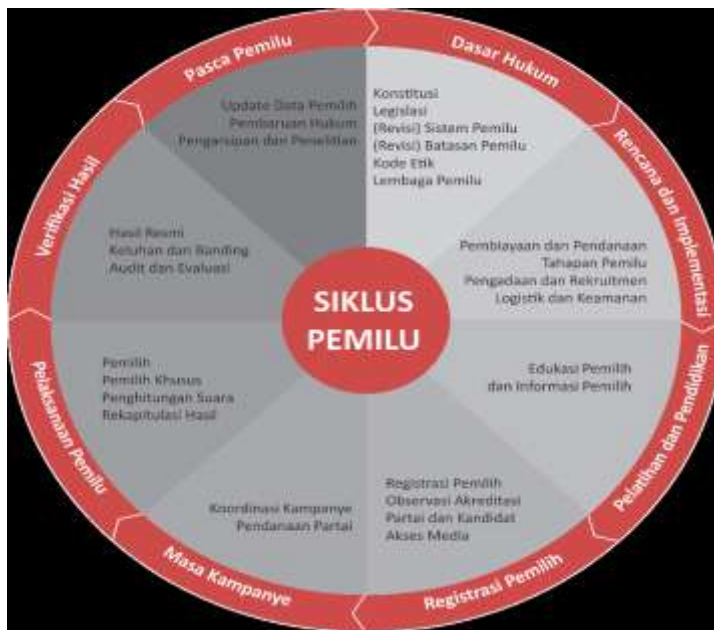 Dasar Hukum
Konstitusi
Legislasi
(Revisi) Sistem Pemilu
(Revisi) Batasan Pemilu
Kode Etik
Lembaga Pemilu
Rencana dan Implementasi
Pembiayaan dan Pendanaan
Tahapan Pemilu
Pengadaan dan Rekruitmen
Logistik dan Keamanan
Pelatihan dan Pendidikan
Edukasi Pemilih
dan Informasi Pemilih
Registrasi Pemilih
Registrasi Pemilih
Observasi Akreditasi
Partai dan Kandidat
Akses Media
Masa Kampanye
Koordinasi Kampanye
Pendanaan Partai
Pelaksanaan Pemilu
Pemilih
Pemilih Khusus
Penghitungan Suara
Rekapitulasi Hasil
Verifikasi Hasil
Hasil Resmi
Keluhan dan Banding
Audit dan Evaluasi
Pasca Pemilu
Update Data Pemilih
Pembaruan Hukum
Pengarsipan dan Penelitian
SIKLUS
PEMILU